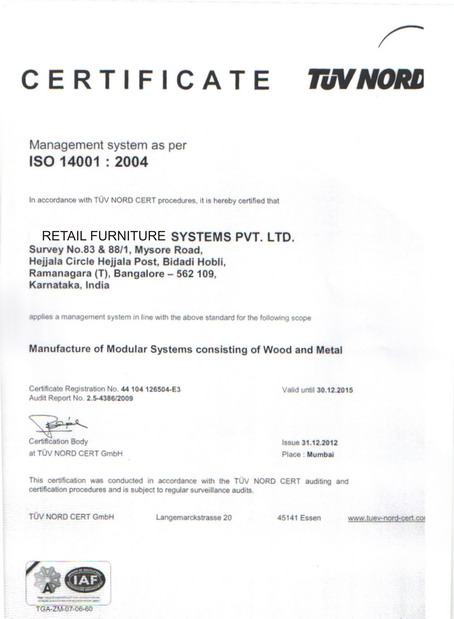 CERTIFICATE TÜV NORD
Management system as per
ISO 14001 : 2004
In accordance with TÜV NORD CERT procedures, it is hereby certified that
RETAIL FURNITURE SYSTEMS PVT. LTD.
Survey No.83 & 88/1, Mysore Road,
Hejjala Circle Hejjala Post, Bidadi Hobli,
Ramanagara (T), Bangalore – 562 109,
Karnataka, India
applies a management system in line with the above standard for the following scope
Manufacture of Modular Systems consisting of Wood and Metal
Certificate Registration No. 44 104 126504-E3 Valid until 30.12.2015
Audit Report No. 2.5-4386/2009
Certification Body Issue 31.12.2012
at TÜV NORD CERT GmbH Place : Mumbai
This certification was conducted in accordance with the TÜV NORD CERT auditing and
certification procedures and is subject to regular surveillance audits.
TÜV NORD CERT GmbH Langemarckstrasse 20 45141 Essen www.tuev-nord-cert.co
A IAF
TGA-ZM-07-06-60